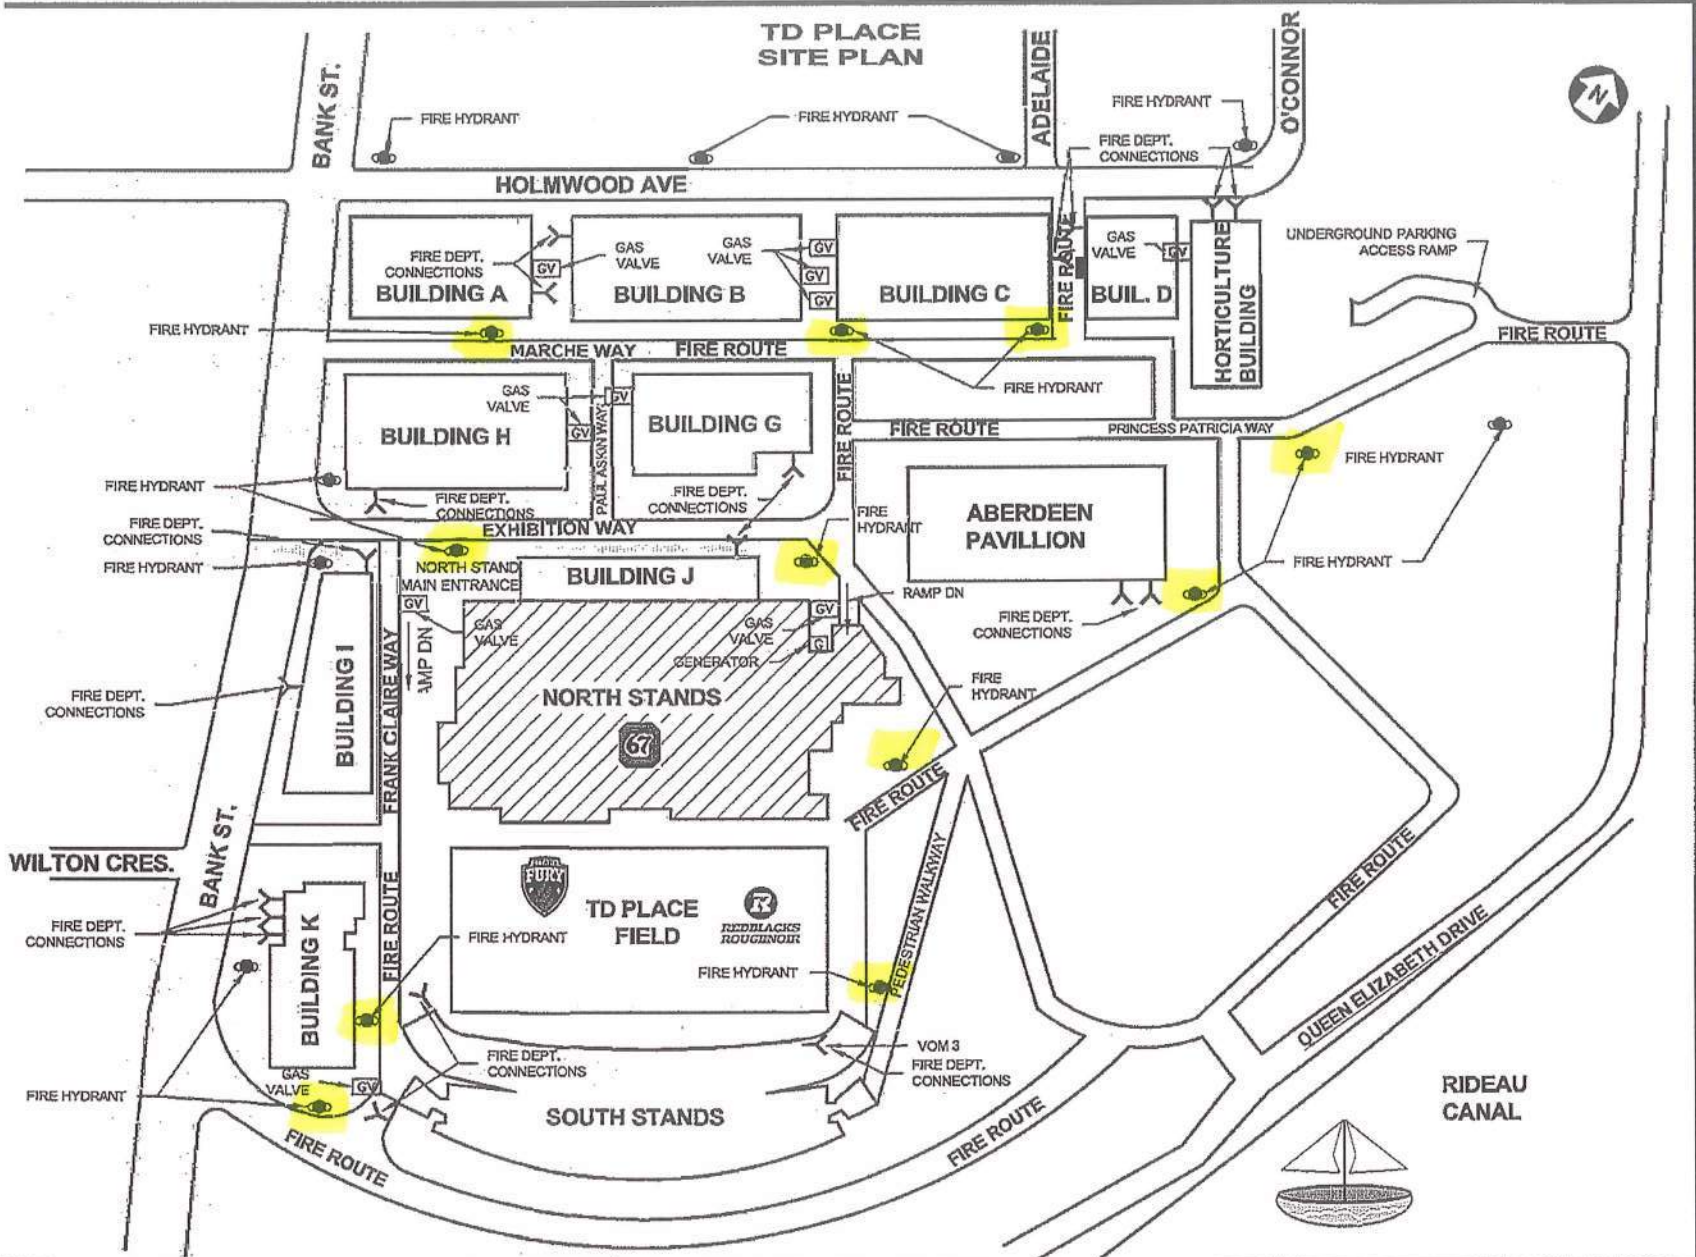 TD PLACE
SITE PLAN
BANK ST.
ADELAIDE
O'CONNOR
N
FIRE HYDRANT
FIRE HYDRANT
FIRE HYDRANT
FIRE DEPT.
CONNECTIONS
HOLMWOOD AVE
FIRE DEPT.
CONNECTIONS
BUILDING A
GV
GAS
VALVE
BUILDING B
GAS
VALVE
GV
GV
GV
BUILDING C
FIRE ROUTE
GAS
VALVE
GV
BUIL. D
HORTICULTURE
BUILDING
UNDERGROUND PARKING
ACCESS RAMP
FIRE ROUTE
FIRE HYDRANT
MARCHE WAY
FIRE ROUTE
FIRE HYDRANT
GAS
VALVE
GV
GV
BUILDING H
PAUL ASKIN WAY
BUILDING G
FIRE ROUTE
FIRE ROUTE
PRINCESS PATRICIA WAY
FIRE HYDRANT
FIRE HYDRANT
FIRE DEPT.
CONNECTIONS
FIRE DEPT.
CONNECTIONS
FIRE DEPT.
CONNECTIONS
EXHIBITION WAY
FIRE
HYDRANT
ABERDEEN
PAVILLION
FIRE HYDRANT
FIRE HYDRANT
NORTH STAND
MAIN ENTRANCE
BUILDING J
RAMP DN
GV
GAS
VALVE
AMP DN
GAS
VALVE
GV
GENERATOR
G
FIRE DEPT.
CONNECTIONS
BUILDING I
FRANK CLAIRE WAY
FIRE DEPT.
CONNECTIONS
NORTH STANDS
67
FIRE
HYDRANT
FIRE ROUTE
BANK ST.
WILTON CRES.
FIRE DEPT.
CONNECTIONS
BUILDING K
FIRE ROUTE
FURY
TD PLACE
FIELD
R
REDBLACKS
ROUGENOIR
FIRE HYDRANT
FIRE HYDRANT
PEDESTRIAN WALKWAY
FIRE ROUTE
QUEEN ELIZABETH DRIVE
FIRE DEPT.
CONNECTIONS
VOM 3
FIRE DEPT.
CONNECTIONS
GAS
VALVE
GV
FIRE HYDRANT
SOUTH STANDS
FIRE ROUTE
FIRE ROUTE
RIDEAU
CANAL